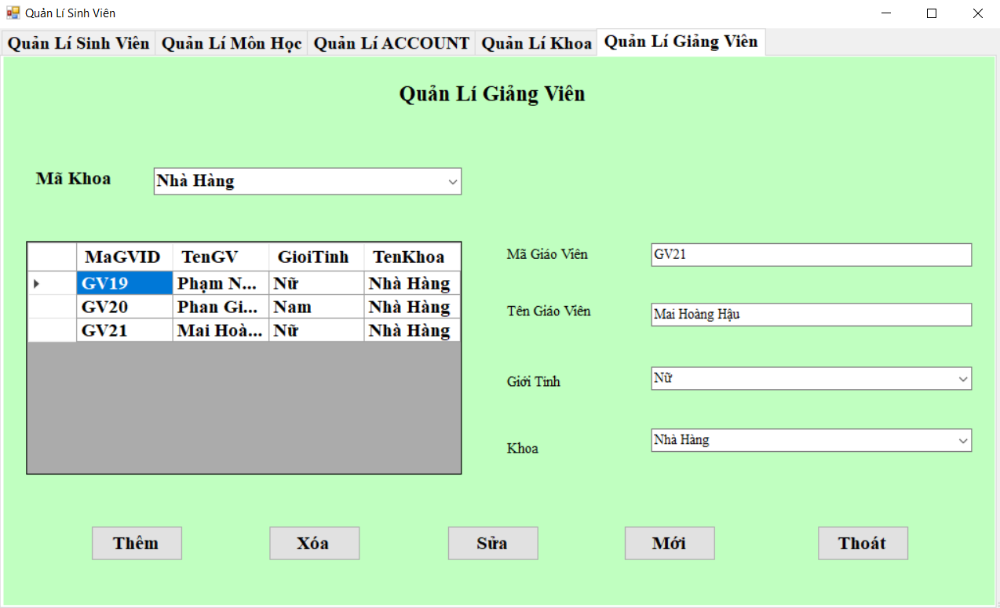 Quản Lí Sinh Viên
Quản Lí Sinh Viên Quản Lí Môn Học Quản Lí ACCOUNT Quản Lí Khoa Quản Lí Giảng Viên
Quản Lí Giảng Viên
Mã Khoa Nhà Hàng
MaGVID TenGV GioiTinh TenKhoa
GV19 Phạm N... Nữ Nhà Hàng
GV20 Phan Gi... Nam Nhà Hàng
GV21 Mai Hoà... Nữ Nhà Hàng
Mã Giáo Viên GV21
Tên Giáo Viên Mai Hoàng Hậu
Giới Tinh Nữ
Khoa Nhà Hàng
Thêm Xóa Sửa Mới Thoát